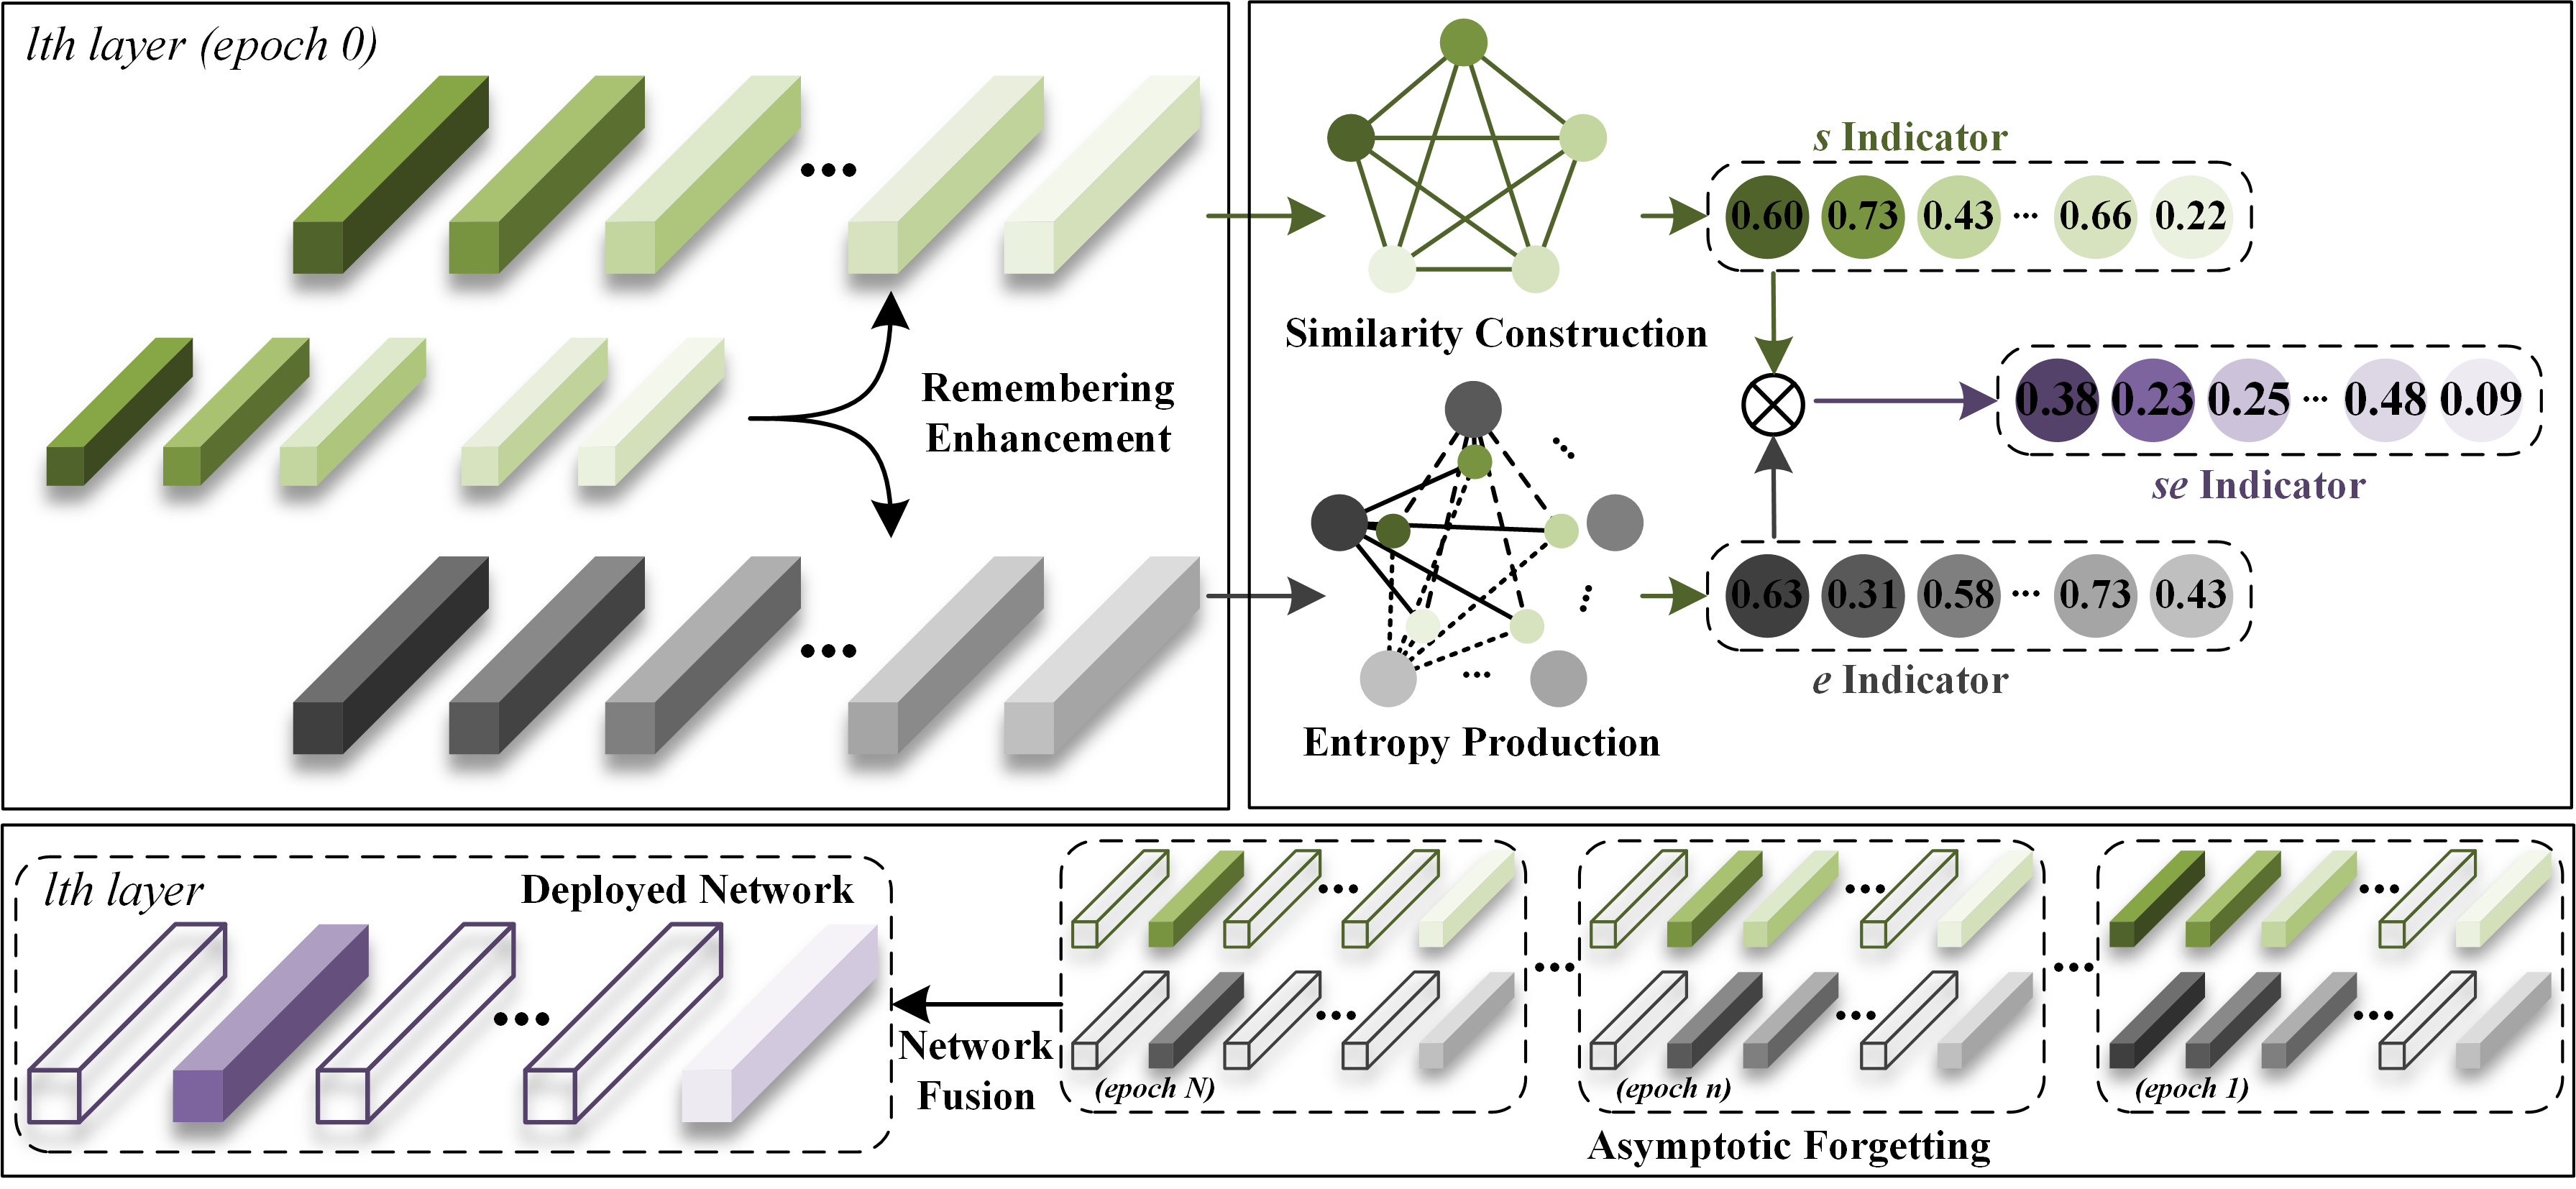 lth layer (epoch 0)
Remembering
Enhancement
Similarity Construction
s Indicator
0.60 0.73 0.43 ... 0.66 0.22
0.38 0.23 0.25 ... 0.48 0.09
se Indicator
0.63 0.31 0.58 ... 0.73 0.43
e Indicator
Entropy Production
lth layer
Deployed Network
Network
Fusion
(epoch N)
(epoch n)
(epoch 1)
Asymptotic Forgetting